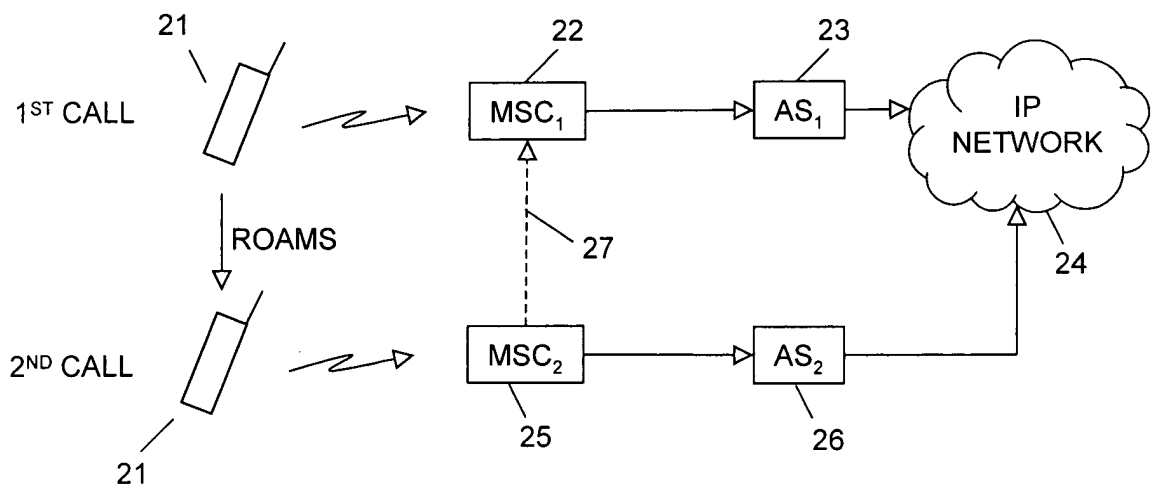 21
22
23
1ST CALL
MSC1
AS1
IP
NETWORK
ROAMS
27
24
2ND CALL
MSC2
AS2
21
25
26